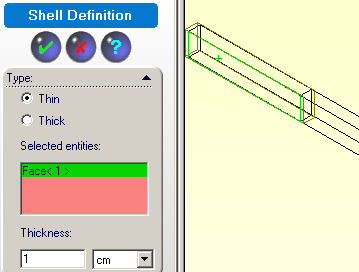 Shell Definition
?
Type:
Thin
Thick
Selected entities:
Face< 1 >
Thickness:
1 cm